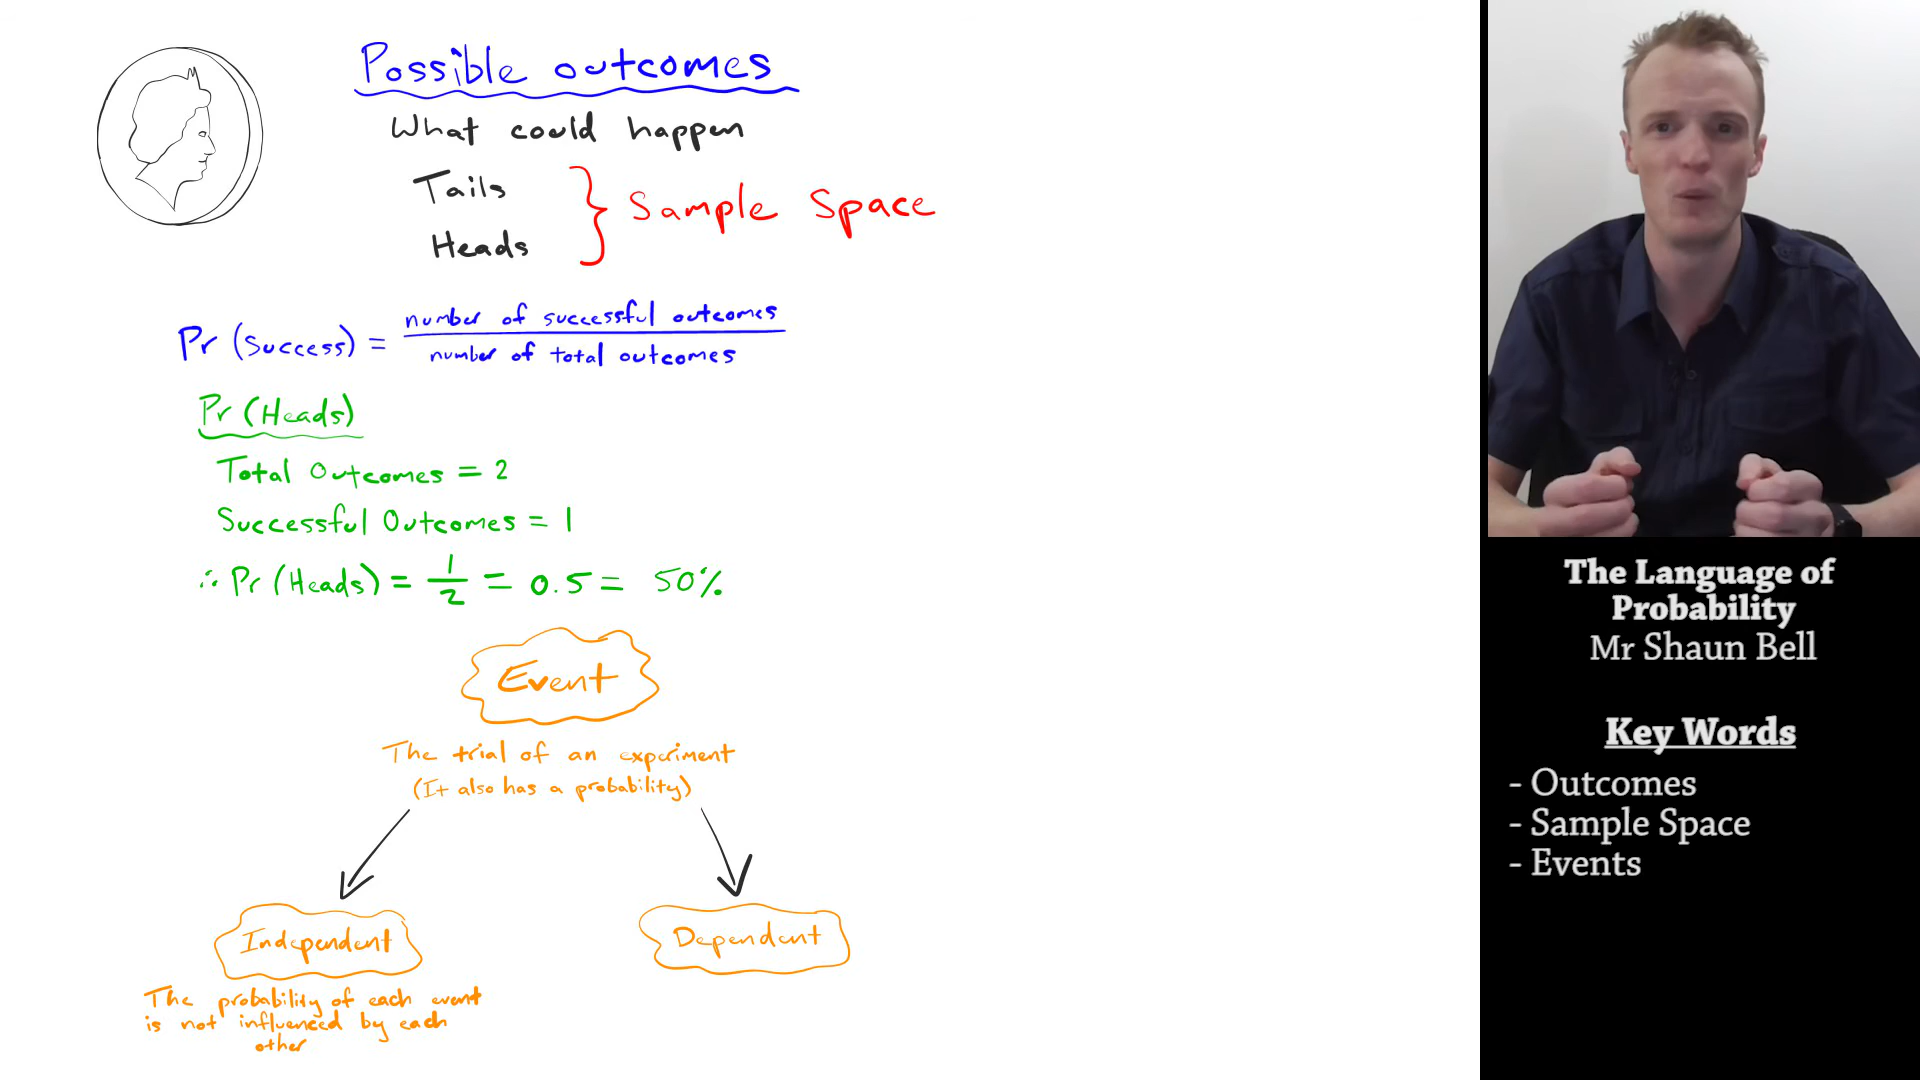 Possible outcomes
What could happen
Tails
Heads
Sample Space
Pr (Success) = number of successful outcomes
number of total outcomes
Pr (Heads)
Total Outcomes = 2
Successful Outcomes = 1
∴ Pr (Heads) = 1/2 = 0.5 = 50%
Event
The trial of an experiment
(It also has a probability)
Independent
The probability of each event
is not influenced by each
other
Dependent
The Language of
Probability
Mr Shaun Bell
Key Words
- Outcomes
- Sample Space
- Events